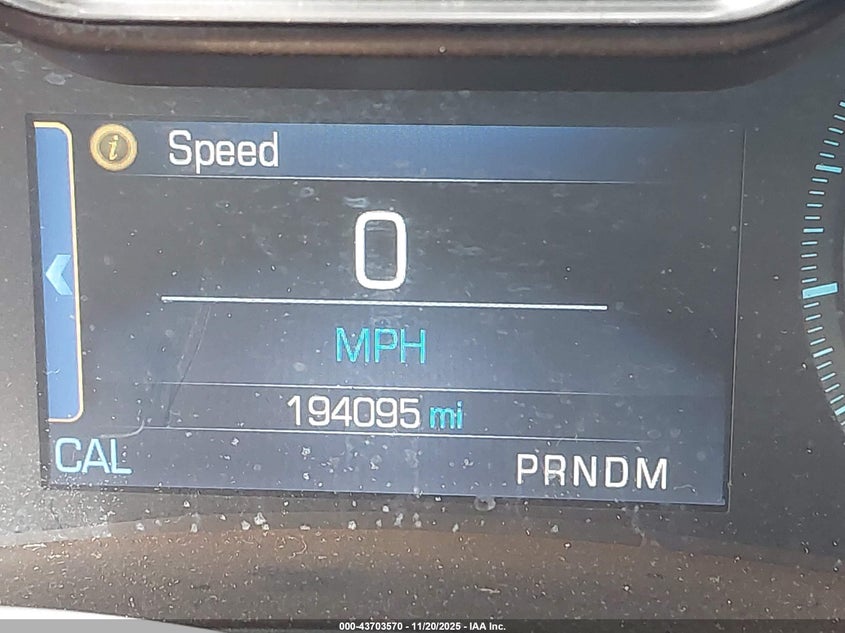 i Speed
0
MPH
194095 mi
CAL PRNDM
000-43703570 - 11/20/2025 - IAA Inc.